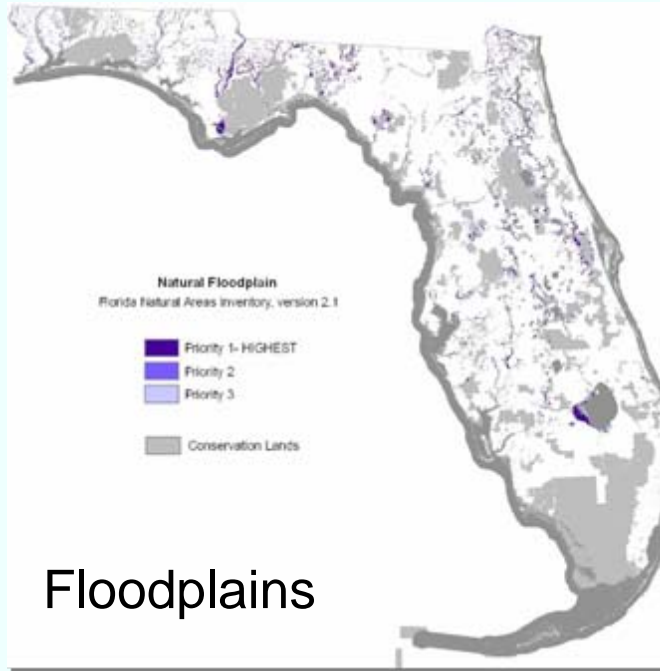 Natural Floodplain
Florida Natural Areas Inventory, version 2.1
Priority 1- HIGHEST
Priority 2
Priority 3
Conservation Lands
Floodplains